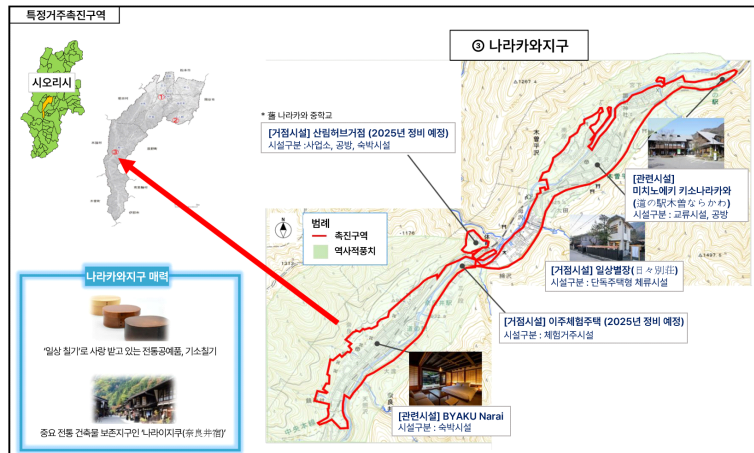 특정거주촉진구역
시오리시
①
②
③
③ 나라카와지구
* 舊 나라카와 중학교
[거점시설] 산림허브거점 (2025년 정비 예정)
시설구분 :사업소, 공방, 숙박시설
[관련시설]
미치노에키 키소나라카와
(道の駅木曽ならかわ)
시설구분 : 교류시설, 공방
범례
촉진구역
역사적풍치
[거점시설] 일상별장(日々別荘)
시설구분 : 단독주택형 체류시설
[거점시설] 이주체험주택 (2025년 정비 예정)
시설구분 : 체험거주시설
[관련시설] BYAKU Narai
시설구분 : 숙박시설
나라카와지구 매력
'일상 칠기'로 사랑 받고 있는 전통공예품, 기소칠기
중요 전통 건축물 보존지구인 '나라이지쿠(奈良井宿)'
木曽平沢
中央本線
N